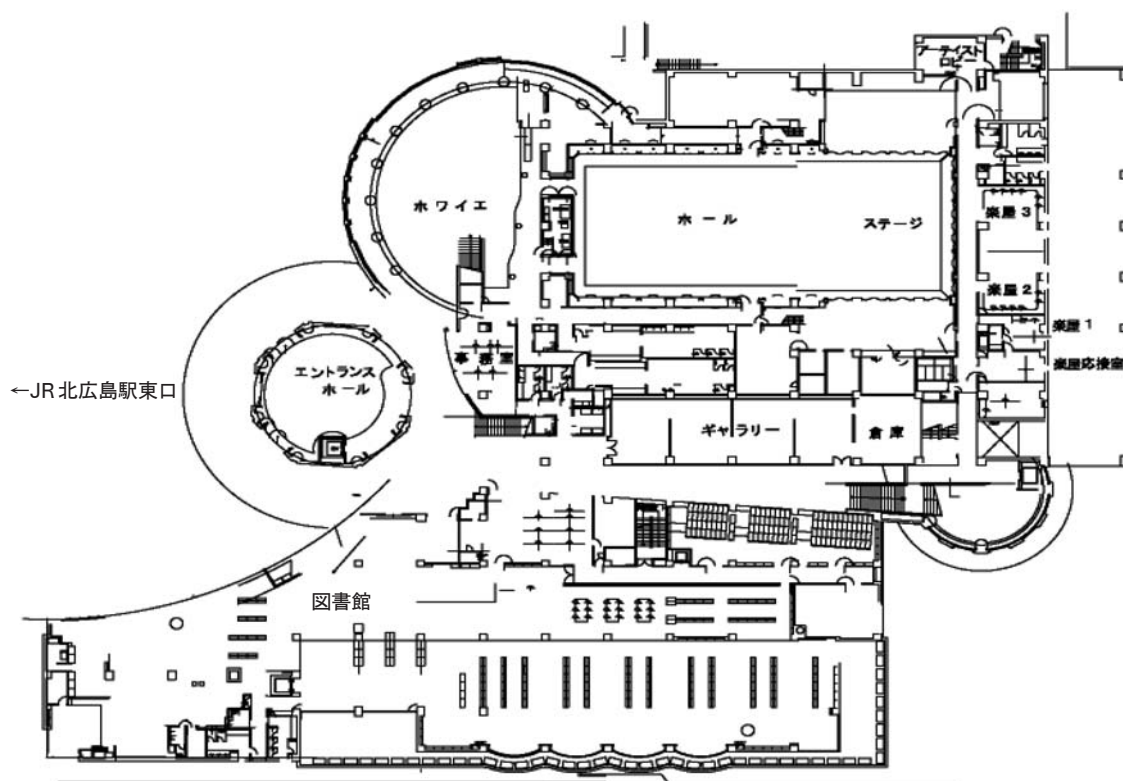 アーティスト
ロビー
ホワイエ
ホール
ステージ
楽屋3
楽屋2
楽屋1
楽屋応接室
事務室
エントランス
ホール
←JR北広島駅東口
ギャラリー
倉庫
図書館